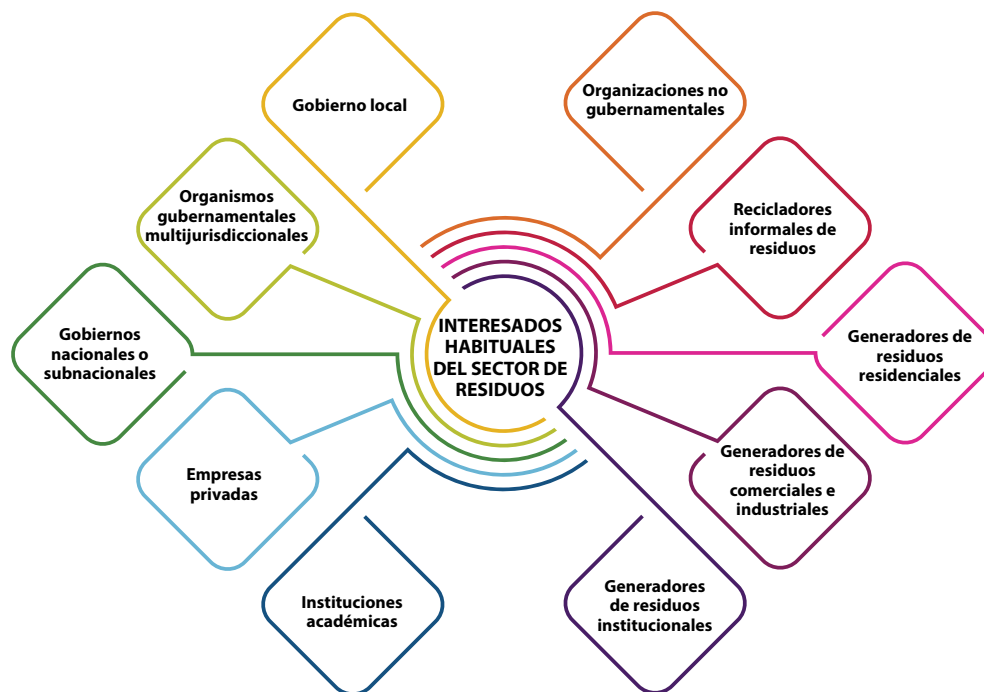 Gobierno local
Organizaciones no
gubernamentales
Organismos
gubernamentales
multijurisdiccionales
Recicladores
informales de
residuos
Gobiernos
nacionales o
subnacionales
INTERESADOS
HABITUALES
DEL SECTOR DE
RESIDUOS
Generadores de
residuos
residenciales
Empresas
privadas
Generadores de
residuos
comerciales e
industriales
Instituciones
académicas
Generadores
de residuos
institucionales